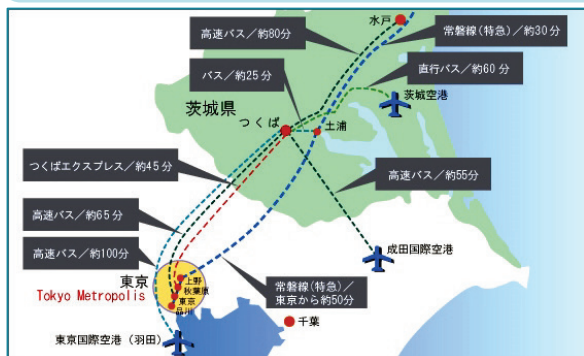 水戸
高速バス／約80分
常磐線(特急)／約30分
バス／約25分
直行バス／約60分
茨城県
茨城空港
つくば
土浦
つくばエクスプレス／約45分
高速バス／約55分
高速バス／約65分
高速バス／約100分
成田国際空港
東京
Tokyo Metropolis
上野
秋葉原
東京
品川
常磐線(特急)／
東京から約50分
千葉
東京国際空港（羽田）